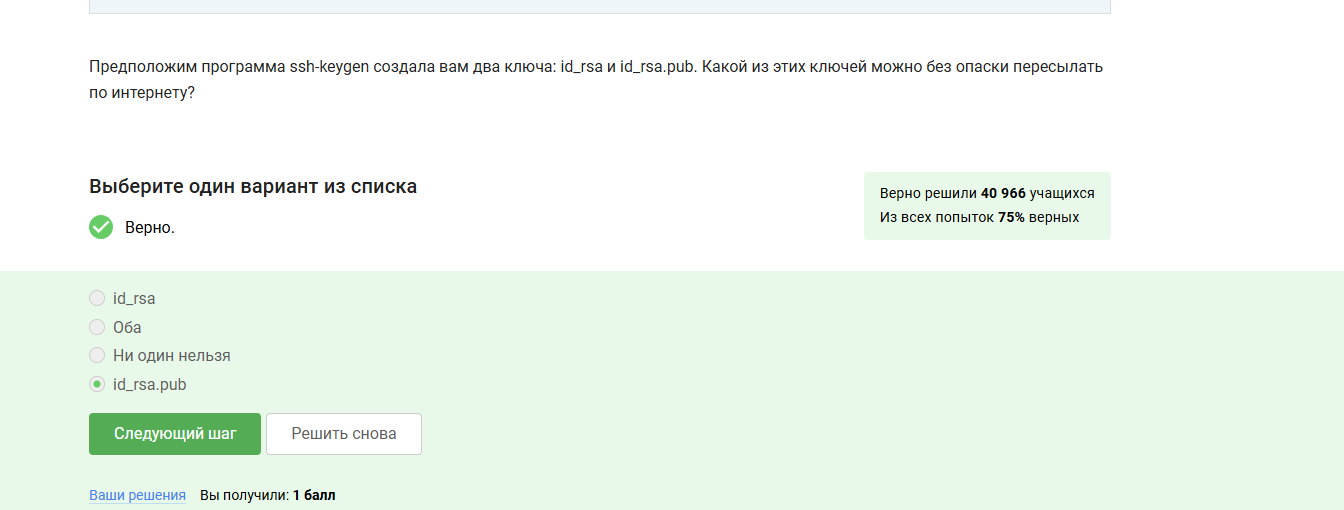 Предположим программа ssh-keygen создала вам два ключа: id_rsa и id_rsa.pub. Какой из этих ключей можно без опаски пересылать
по интернету?
Выберите один вариант из списка
Верно.
Верно решили 40 966 учащихся
Из всех попыток 75% верных
id_rsa
Оба
Ни один нельзя
id_rsa.pub
Следующий шаг
Решить снова
Ваши решения Вы получили: 1 балл